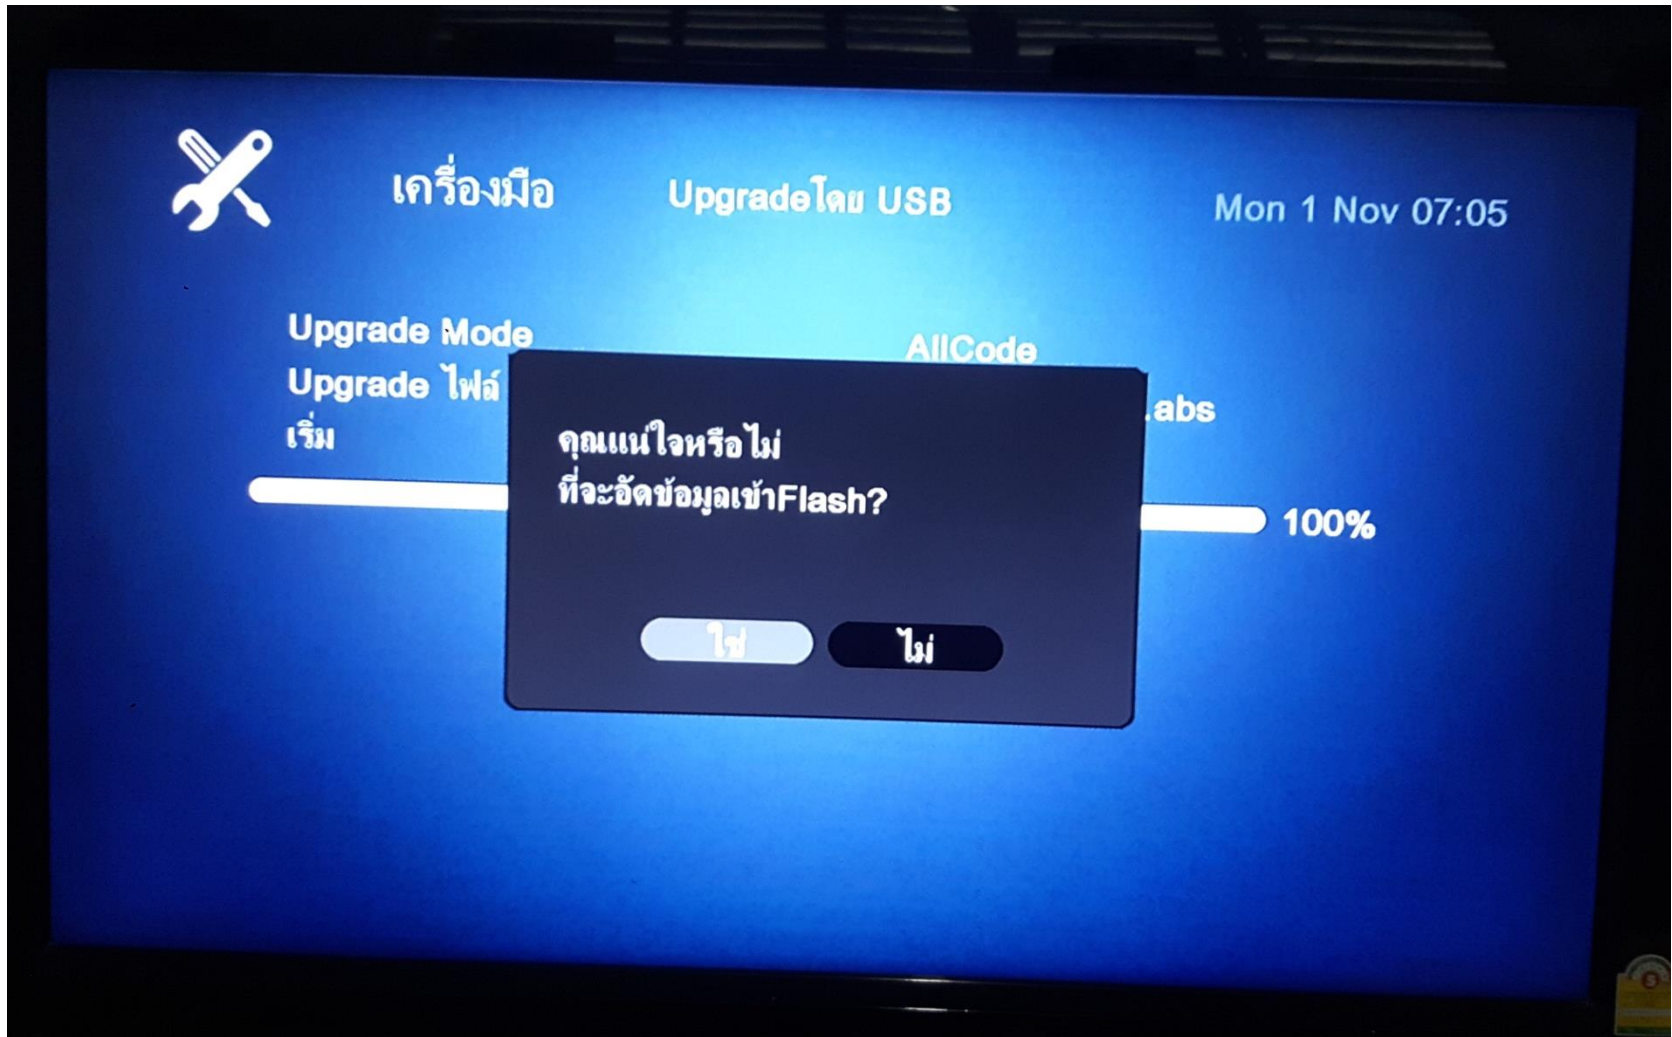 เครื่องมือ
Upgradeโดย USB
Mon 1 Nov 07:05
Upgrade Mode
AllCode
Upgrade ไฟล์
.abs
เริ่ม
คุณแน่ใจหรือไม่
ที่จะอัดข้อมูลเข้าFlash?
100%
ใช่
ไม่